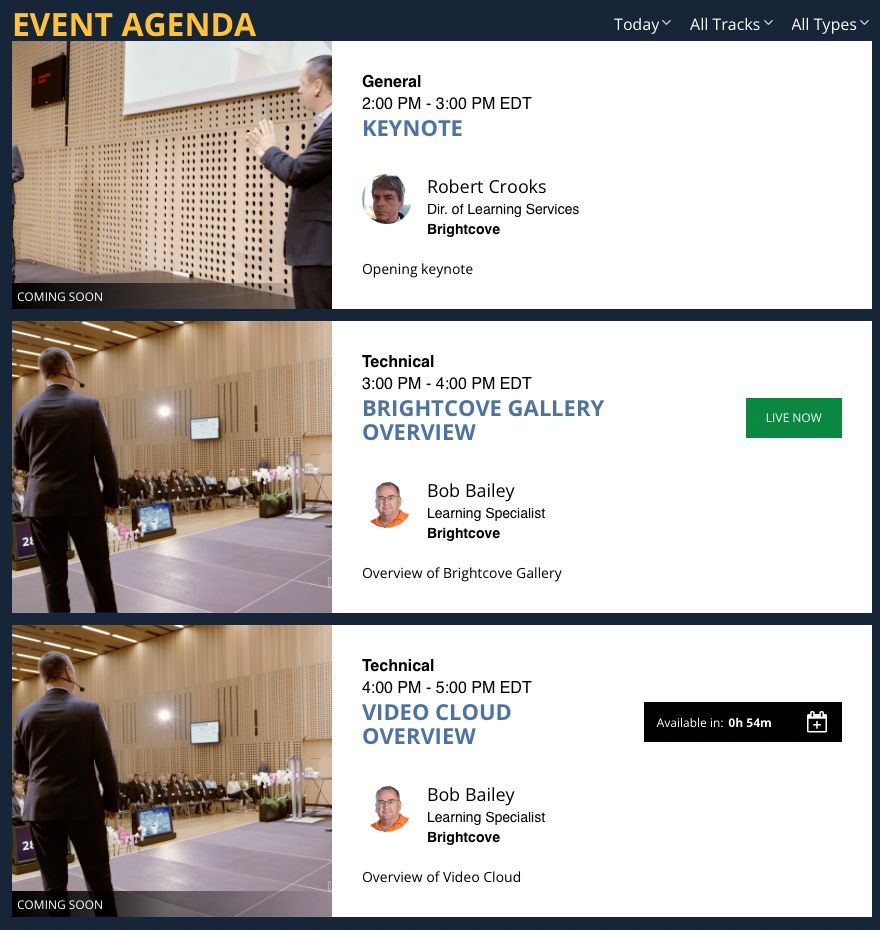 EVENT AGENDA
Today
All Tracks
All Types
General
2:00 PM - 3:00 PM EDT
KEYNOTE
Robert Crooks
Dir. of Learning Services
Brightcove
Opening keynote
COMING SOON
Technical
3:00 PM - 4:00 PM EDT
BRIGHTCOVE GALLERY
OVERVIEW
LIVE NOW
Bob Bailey
Learning Specialist
Brightcove
Overview of Brightcove Gallery
28
Technical
4:00 PM - 5:00 PM EDT
VIDEO CLOUD
OVERVIEW
Available in: 0h 54m
Bob Bailey
Learning Specialist
Brightcove
Overview of Video Cloud
28
COMING SOON